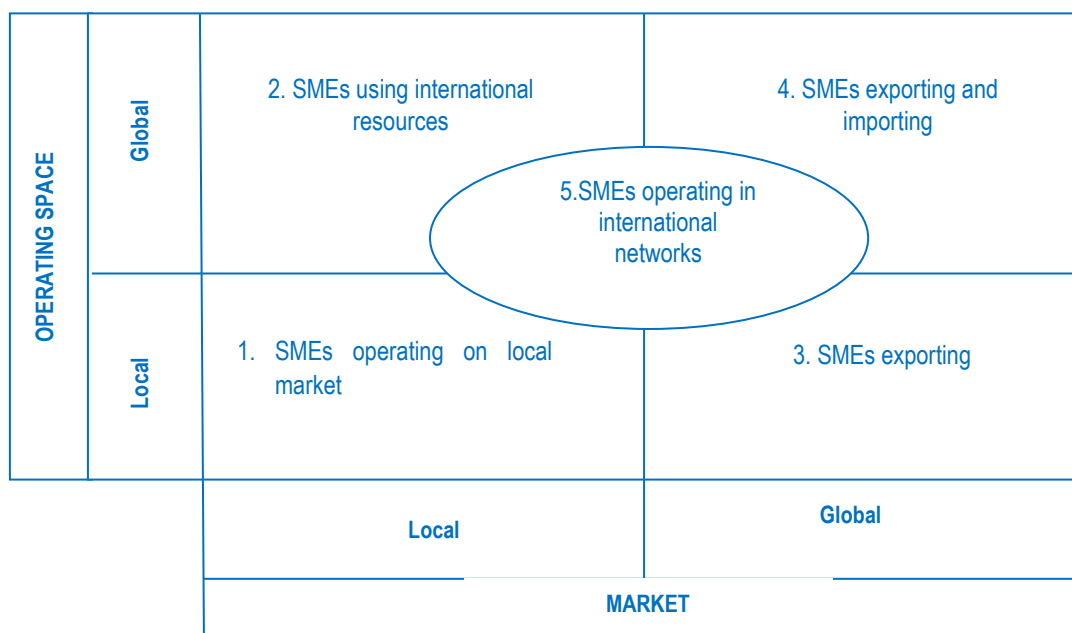 OPERATING SPACE
Global
2. SMEs using international
resources
4. SMEs exporting and
importing
5.SMEs operating in
international
networks
Local
1. SMEs operating on local
market
3. SMEs exporting
Local
Global
MARKET